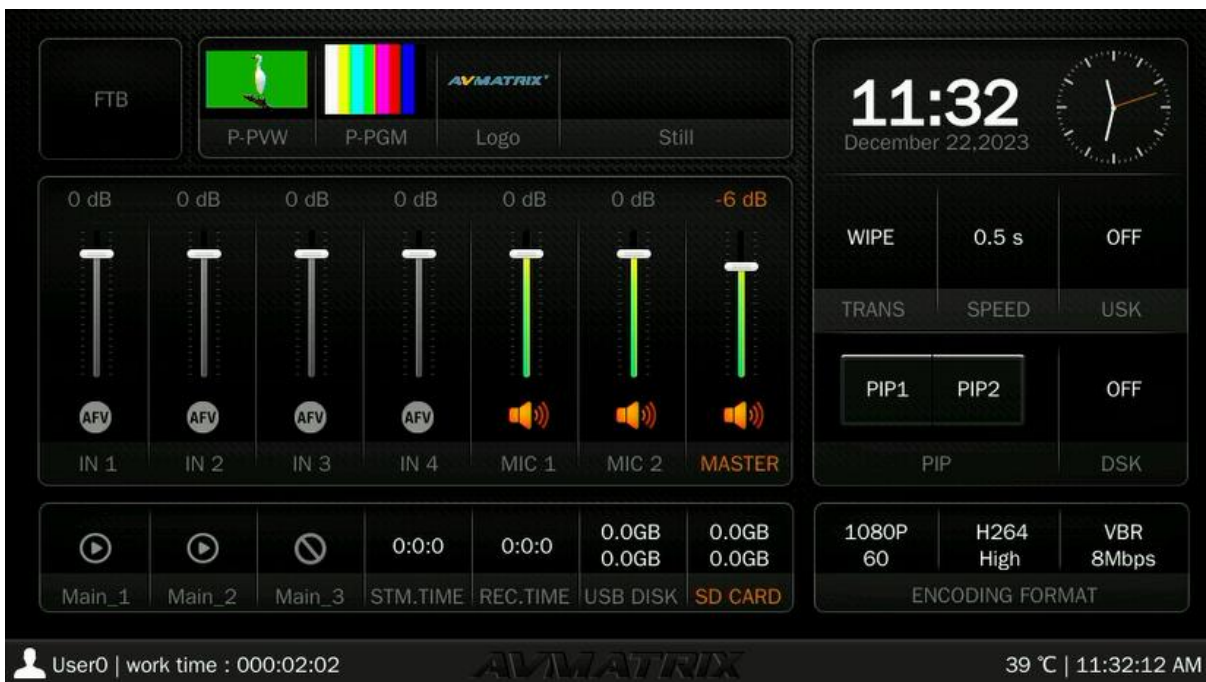 FTB
P-PVW P-PGM Logo Still
AVMATRIX
11:32
December 22,2023
0 dB 0 dB 0 dB 0 dB 0 dB 0 dB -6 dB
AFV AFV AFV AFV
IN 1 IN 2 IN 3 IN 4 MIC 1 MIC 2 MASTER
WIPE 0.5 s OFF
TRANS SPEED USK
PIP1 PIP2 OFF
PIP DSK
0:0:0 0:0:0 0.0GB 0.0GB
0.0GB 0.0GB
Main_1 Main_2 Main_3 STM.TIME REC.TIME USB DISK SD CARD
1080P H264 VBR
60 High 8Mbps
ENCODING FORMAT
User0 | work time : 000:02:02 AVMATRIX 39 ℃ | 11:32:12 AM